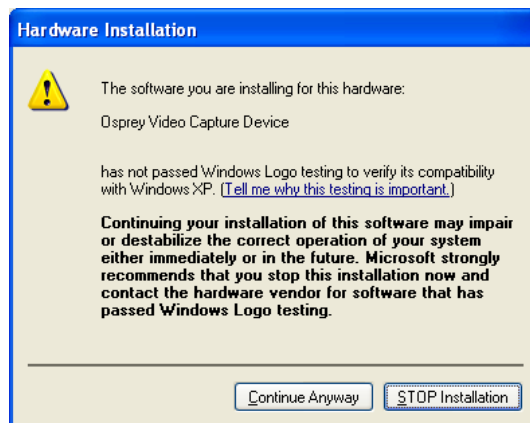 Hardware Installation
The software you are installing for this hardware:
Osprey Video Capture Device
has not passed Windows Logo testing to verify its compatibility
with Windows XP. (Tell me why this testing is important.)
Continuing your installation of this software may impair
or destabilize the correct operation of your system
either immediately or in the future. Microsoft strongly
recommends that you stop this installation now and
contact the hardware vendor for software that has
passed Windows Logo testing.
Continue Anyway
STOP Installation